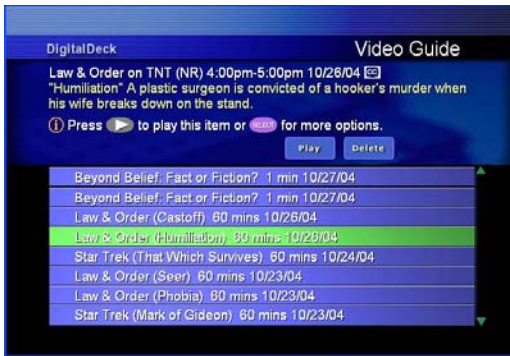 DigitalDeck Video Guide
Law & Order on TNT (NR) 4:00pm-5:00pm 10/26/04 CC
"Humiliation" A plastic surgeon is convicted of a hooker's murder when
his wife breaks down on the stand.
i Press to play this item or SELECT for more options.
Play Delete
Beyond Belief: Fact or Fiction? 1 min 10/27/04
Beyond Belief: Fact or Fiction? 1 min 10/27/04
Law & Order (Castoff) 60 mins 10/26/04
Law & Order (Humiliation) 60 mins 10/26/04
Star Trek (That Which Survives) 60 mins 10/24/04
Law & Order (Seer) 60 mins 10/23/04
Law & Order (Phobia) 60 mins 10/23/04
Star Trek (Mark of Gideon) 60 mins 10/23/04